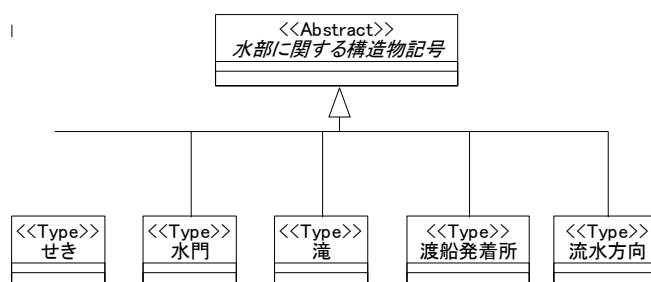 <<Abstract>>
水部に関する構造物記号
<<Type>>
せき
<<Type>>
水門
<<Type>>
滝
<<Type>>
渡船発着所
<<Type>>
流水方向